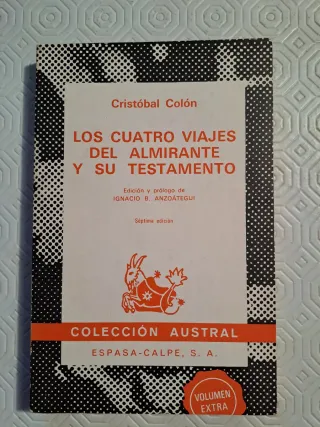 Cristóbal Colón
LOS CUATRO VIAJES
DEL ALMIRANTE
Y SU TESTAMENTO
Edición y prólogo de
IGNACIO B. ANZOÁTEGUI
Séptima edición
COLECCIÓN AUSTRAL
ESPASA-CALPE, S. A.
VOLUMEN
EXTRA